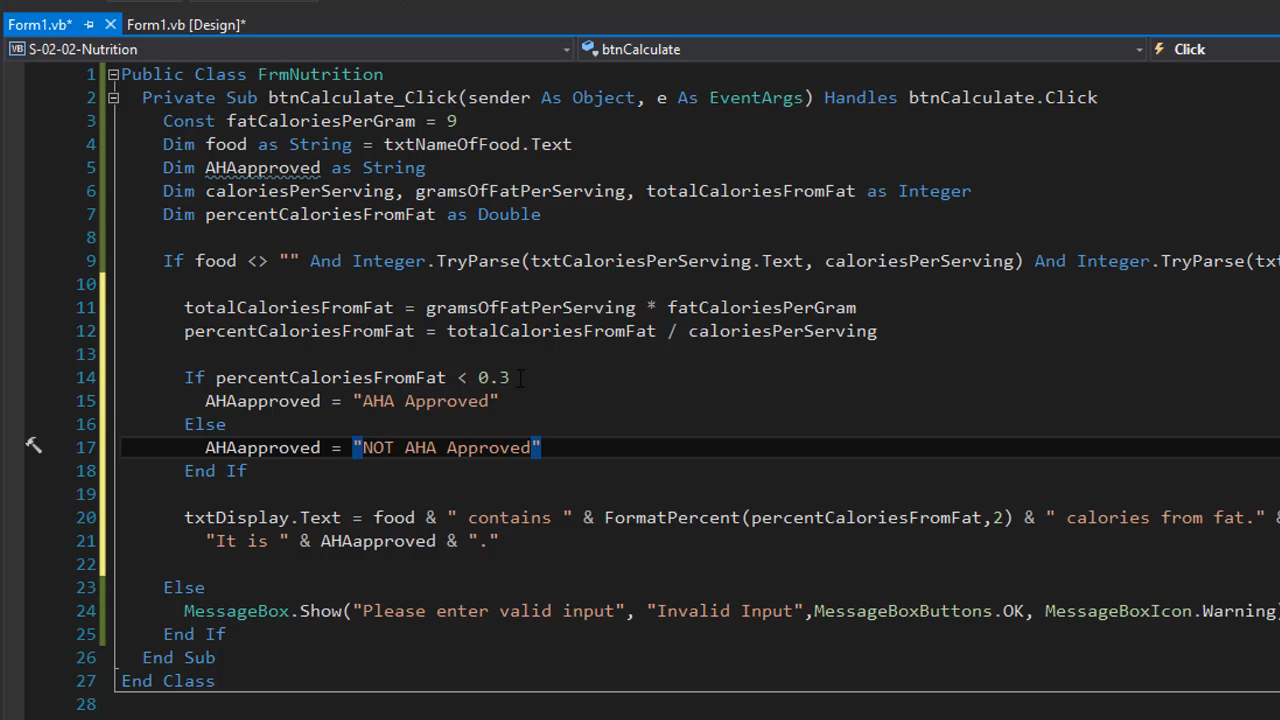 Form1.vb* Form1.vb [Design]*
VB S-02-02-Nutrition btnCalculate Click
1 Public Class FrmNutrition
2 Private Sub btnCalculate_Click(sender As Object, e As EventArgs) Handles btnCalculate.Click
3 Const fatCaloriesPerGram = 9
4 Dim food as String = txtNameOfFood.Text
5 Dim AHAapproved as String
6 Dim caloriesPerServing, gramsOfFatPerServing, totalCaloriesFromFat as Integer
7 Dim percentCaloriesFromFat as Double
8
9 If food <> "" And Integer.TryParse(txtCaloriesPerServing.Text, caloriesPerServing) And Integer.TryParse(tx
10
11 totalCaloriesFromFat = gramsOfFatPerServing * fatCaloriesPerGram
12 percentCaloriesFromFat = totalCaloriesFromFat / caloriesPerServing
13
14 If percentCaloriesFromFat < 0.3
15 AHAapproved = "AHA Approved"
16 Else
17 AHAapproved = "NOT AHA Approved"
18 End If
19
20 txtDisplay.Text = food & " contains " & FormatPercent(percentCaloriesFromFat,2) & " calories from fat." &
21 "It is " & AHAapproved & "."
22
23 Else
24 MessageBox.Show("Please enter valid input", "Invalid Input",MessageBoxButtons.OK, MessageBoxIcon.Warning)
25 End If
26 End Sub
27 End Class
28